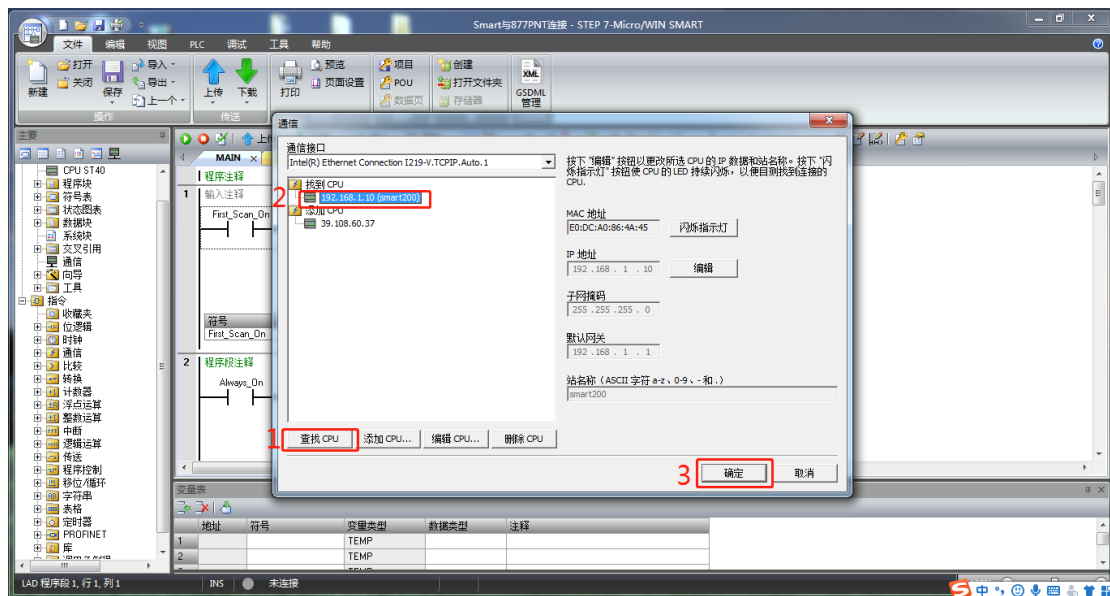 Smart与877PNT连接 - STEP 7-Micro/WIN SMART
文件 编辑 视图 PLC 调试 工具 帮助
新建 打开 关闭 保存 导入 导出 上一个
上传 下载
打印 预览 页面设置
项目 POU 数据页
创建 打开文件夹 存储器
XML GSDML 管理
操作 传送
主要
CPU ST40
程序块
符号表
状态图表
数据块
系统块
交叉引用
通信
向导
工具
指令
收藏夹
位逻辑
时钟
通信
比较
转换
计数器
浮点运算
整数运算
中断
逻辑运算
传送
程序控制
移位/循环
字符串
表格
定时器
PROFINET
库
MAIN
程序注释
1 输入注释
First_Scan_On
符号
First_Scan_On
2 程序段注释
Always_On
通信
通信接口
Intel(R) Ethernet Connection I219-V.TCPIP.Auto.1
找到 CPU
2 192.168.1.10 (smart200)
添加 CPU
39.108.60.37
按下 "编辑" 按钮以更改所选 CPU 的 IP 数据和站名称。按下 "闪
烁指示灯" 按钮使 CPU 的 LED 持续闪烁，以便目测找到连接的
CPU.
MAC 地址
E0:DC:A0:86:4A:45 闪烁指示灯
IP 地址
192 .168 . 1 . 10 编辑
子网掩码
255 .255 .255 . 0
默认网关
192 .168 . 1 . 1
站名称（ASCII 字符 a-z、0-9、- 和 .）
smart200
1 查找 CPU 添加 CPU... 编辑 CPU... 删除 CPU
3 确定 取消
变量表
地址 符号 变量类型 数据类型 注释
1 TEMP
2 TEMP
LAD 程序段 1, 行 1, 列 1 INS 未连接
中